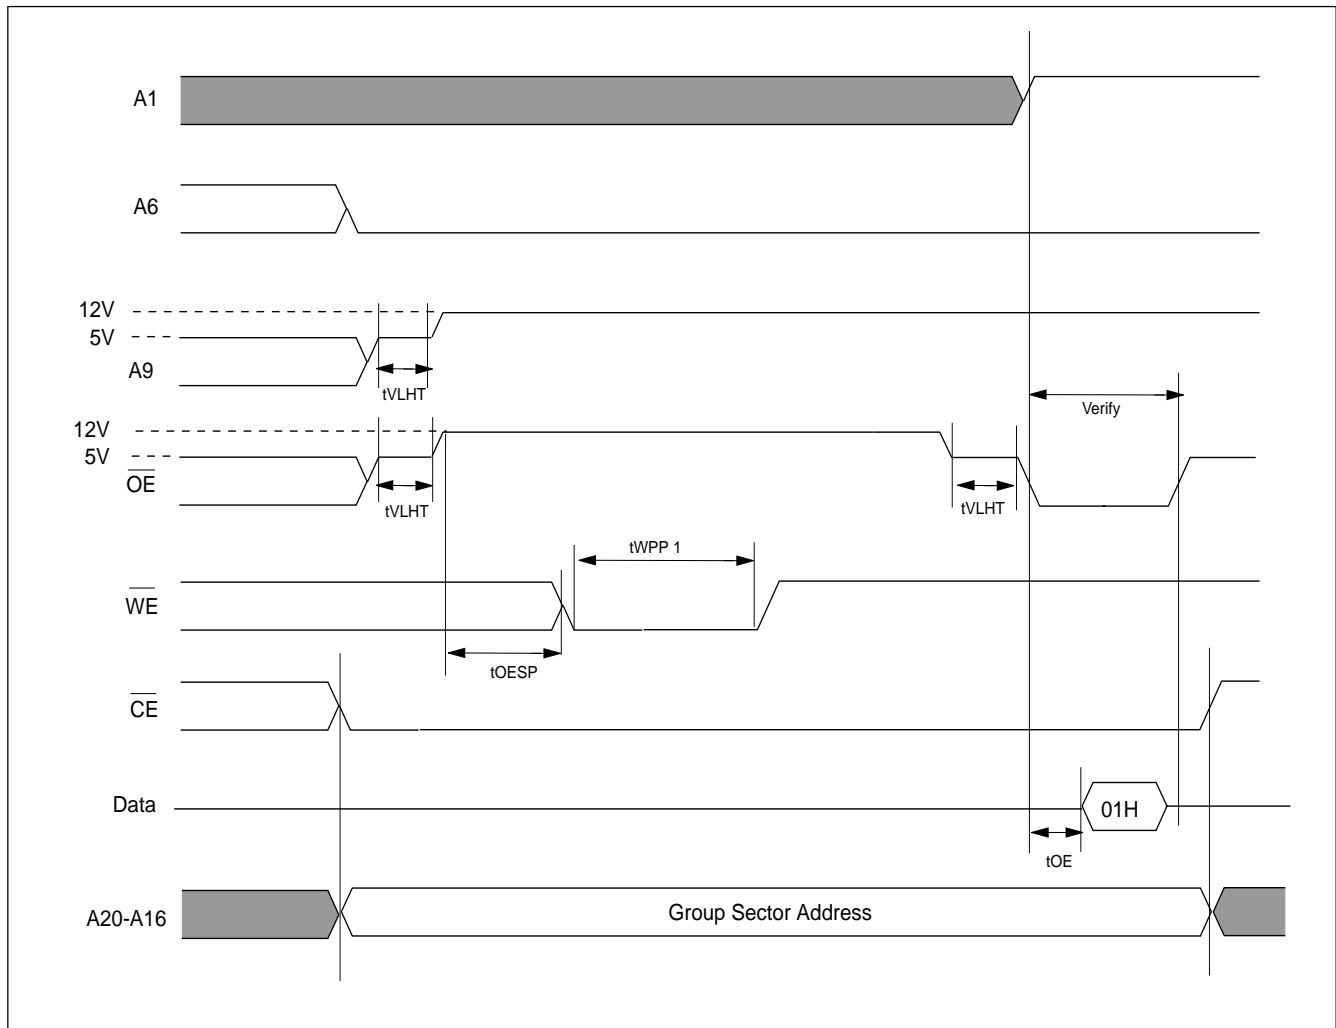 A1
A6
12V
5V
A9
tVLHT
Verify
12V
5V
OE
tVLHT
tVLHT
tWPP 1
WE
tOESP
CE
Data
01H
tOE
A20-A16
Group Sector Address